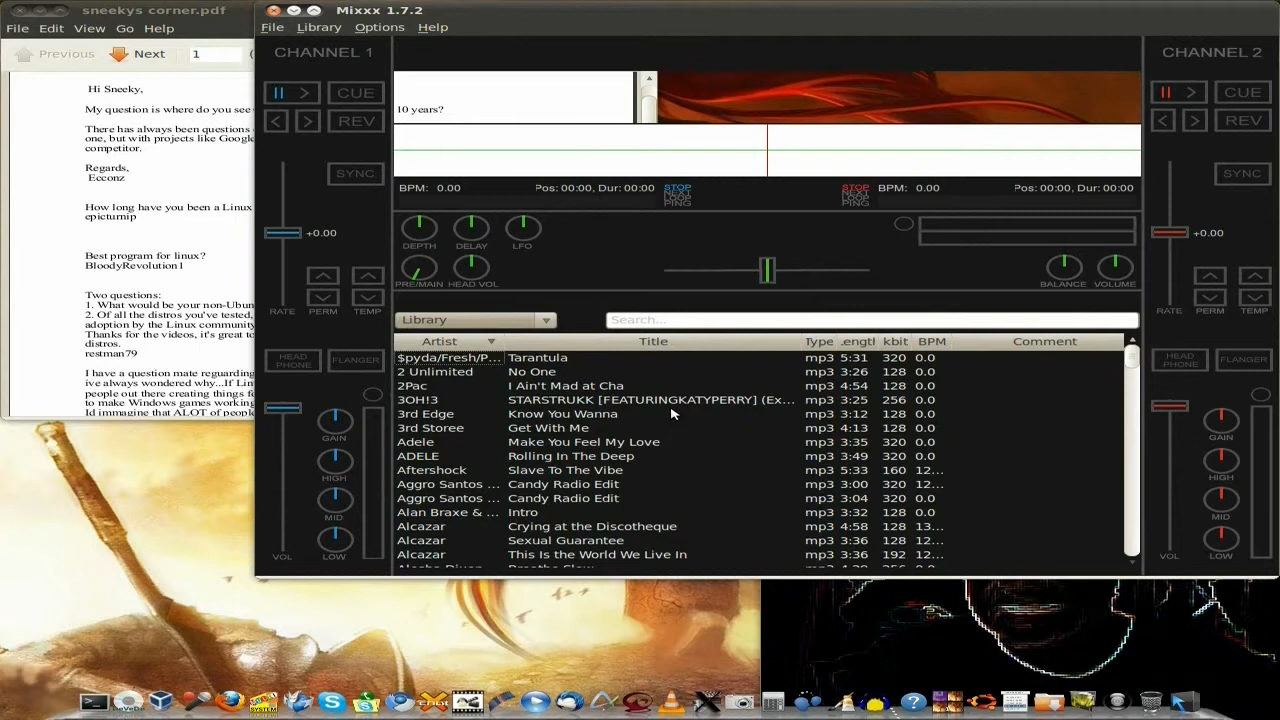 sneekys corner.pdf
File Edit View Go Help
Previous Next 1
Hi Sneeky,
My question is where do you see
There has always been questions
one, but with projects like Google
competitor.
Regards,
Ecconz
How long have you been a Linux
epicturnip
Best program for linux?
BloodyRevolution1
Two questions:
1. What would be your non-Ubun
2. Of all the distros you've tested,
adoption by the Linux community
Thanks for the videos, it's great to
distros.
restman79
I have a question mate reguarding
ive always wondered why...If Lin
people out there creating things fo
to make Windows games working
Id immagine that ALOT of people
Mixxx 1.7.2
File Library Options Help
CHANNEL 1
CUE
REV
SYNC
+0.00
RATE PERM TEMP
HEAD PHONE FLANGER
GAIN
HIGH
MID
LOW
VOL
10 years?
BPM: 0.00 Pos: 00:00, Dur: 00:00
STOP
NEXT
LOOP
PING
STOP
NEXT
LOOP
PING
BPM: 0.00 Pos: 00:00, Dur: 00:00
DEPTH DELAY LFO
PRE/MAIN HEAD VOL BALANCE VOLUME
Library Search...
Artist Title Type Length kbit BPM Comment
$pyda/Fresh/P... Tarantula mp3 5:31 320 0.0
2 Unlimited No One mp3 3:26 128 0.0
2Pac I Ain't Mad at Cha mp3 4:54 128 0.0
3OH!3 STARSTRUKK [FEATURINGKATYPERRY] (Ex... mp3 3:25 256 0.0
3rd Edge Know You Wanna mp3 3:12 128 0.0
3rd Storee Get With Me mp3 4:13 128 0.0
Adele Make You Feel My Love mp3 3:35 320 0.0
ADELE Rolling In The Deep mp3 3:49 320 0.0
Aftershock Slave To The Vibe mp3 5:33 160 12...
Aggro Santos ... Candy Radio Edit mp3 3:00 320 12...
Aggro Santos ... Candy Radio Edit mp3 3:04 320 0.0
Alan Braxe & ... Intro mp3 3:32 128 0.0
Alcazar Crying at the Discotheque mp3 4:58 128 13...
Alcazar Sexual Guarantee mp3 3:36 128 12...
Alcazar This Is the World We Live In mp3 3:36 192 12...
CHANNEL 2
CUE
REV
SYNC
+0.00
RATE PERM TEMP
HEAD PHONE FLANGER
GAIN
HIGH
MID
LOW
VOL